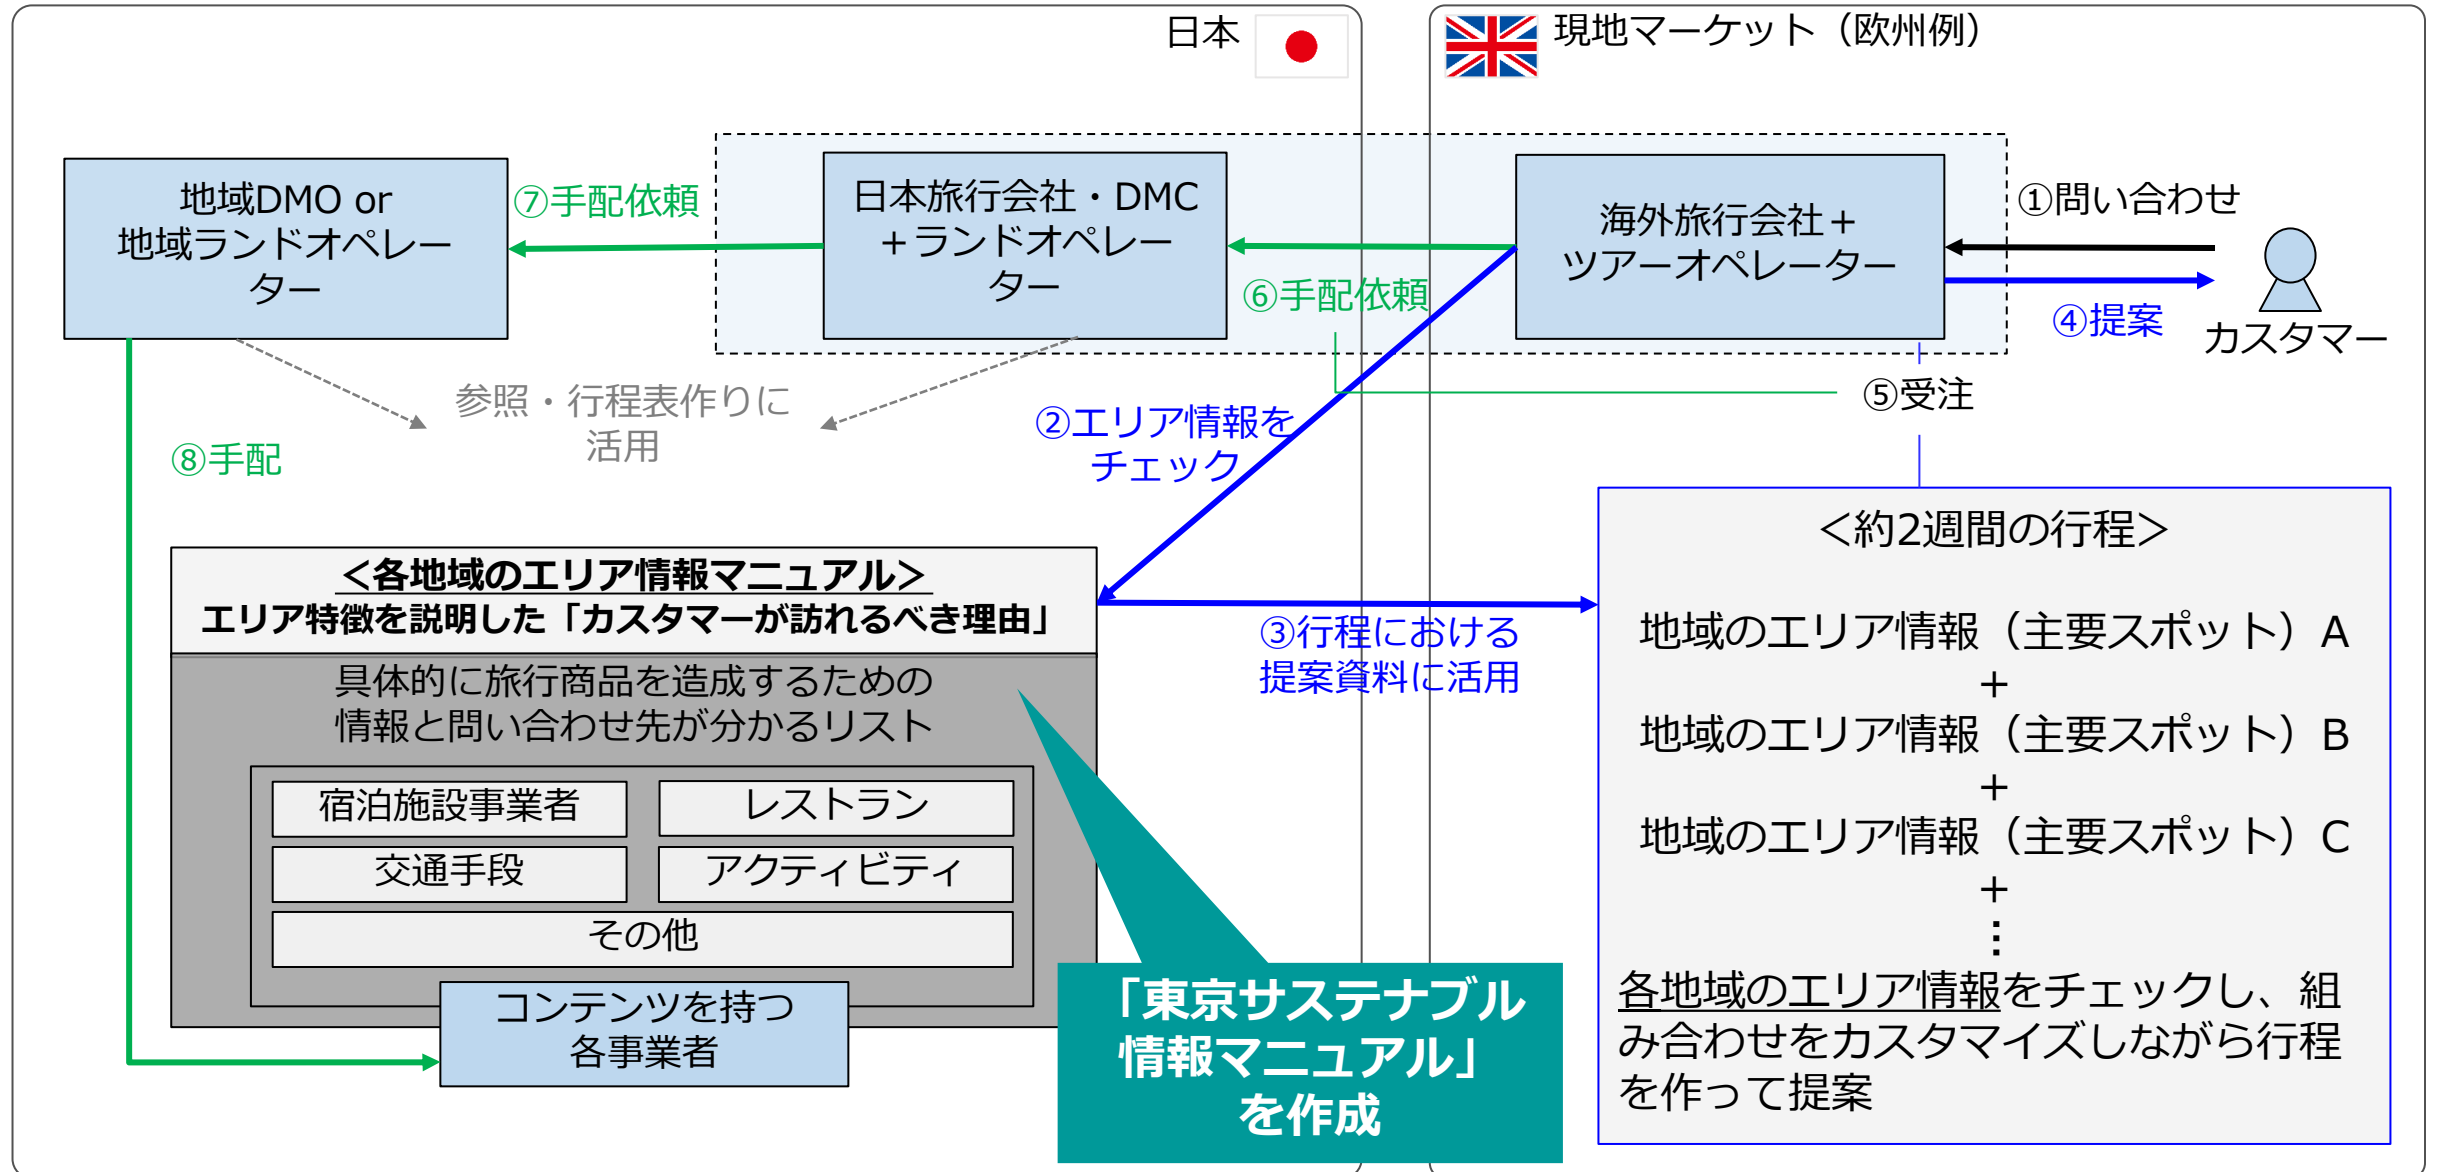 日本
現地マーケット（欧州例）
地域DMO or
地域ランドオペレー
ター
⑦手配依頼
日本旅行会社・DMC
＋ランドオペレー
ター
⑥手配依頼
海外旅行会社＋
ツアーオペレーター
①問い合わせ
④提案
カスタマー
⑤受注
参照・行程表作りに
活用
②エリア情報を
チェック
⑧手配
＜各地域のエリア情報マニュアル＞
エリア特徴を説明した「カスタマーが訪れるべき理由」
③行程における
提案資料に活用
具体的に旅行商品を造成するための
情報と問い合わせ先が分かるリスト
宿泊施設事業者
レストラン
交通手段
アクティビティ
その他
コンテンツを持つ
各事業者
「東京サステナブル
情報マニュアル」
を作成
＜約2週間の行程＞
地域のエリア情報（主要スポット）A
＋
地域のエリア情報（主要スポット）B
＋
地域のエリア情報（主要スポット）C
＋
…
各地域のエリア情報をチェックし、組
み合わせをカスタマイズしながら行程
を作って提案